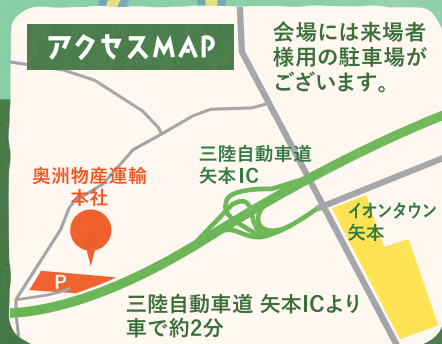 アクセスMAP
会場には来場者
様用の駐車場が
ございます。
三陸自動車道
矢本IC
奥洲物産運輸
本社
イオンタウン
矢本
P
三陸自動車道 矢本ICより
車で約2分